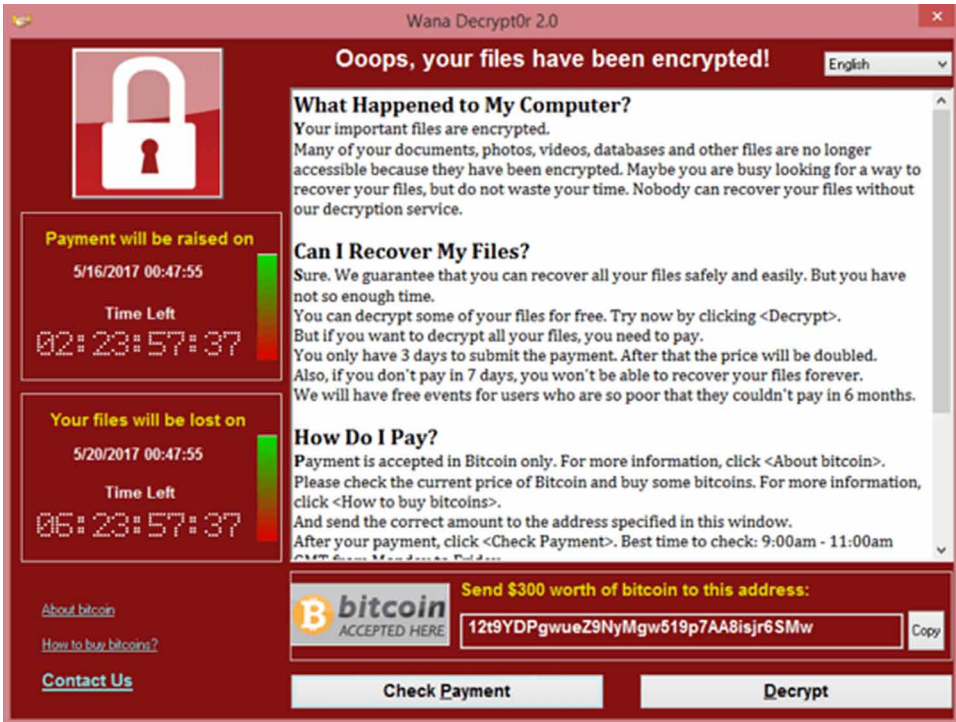 Wana Decrypt0r 2.0
Ooops, your files have been encrypted!
English
What Happened to My Computer?
Your important files are encrypted.
Many of your documents, photos, videos, databases and other files are no longer
accessible because they have been encrypted. Maybe you are busy looking for a way to
recover your files, but do not waste your time. Nobody can recover your files without
our decryption service.
Can I Recover My Files?
Sure. We guarantee that you can recover all your files safely and easily. But you have
not so enough time.
You can decrypt some of your files for free. Try now by clicking <Decrypt>.
But if you want to decrypt all your files, you need to pay.
You only have 3 days to submit the payment. After that the price will be doubled.
Also, if you don't pay in 7 days, you won't be able to recover your files forever.
We will have free events for users who are so poor that they couldn't pay in 6 months.
How Do I Pay?
Payment is accepted in Bitcoin only. For more information, click <About bitcoin>.
Please check the current price of Bitcoin and buy some bitcoins. For more information,
click <How to buy bitcoins>.
And send the correct amount to the address specified in this window.
After your payment, click <Check Payment>. Best time to check: 9:00am - 11:00am
GMT from Monday to Friday
Payment will be raised on
5/16/2017 00:47:55
Time Left
02:23:57:37
Your files will be lost on
5/20/2017 00:47:55
Time Left
06:23:57:37
About bitcoin
How to buy bitcoins?
Contact Us
bitcoin
ACCEPTED HERE
Send $300 worth of bitcoin to this address:
12t9YDPgwueZ9NyMgw519p7AA8isjr6SMw
Copy
Check Payment
Decrypt